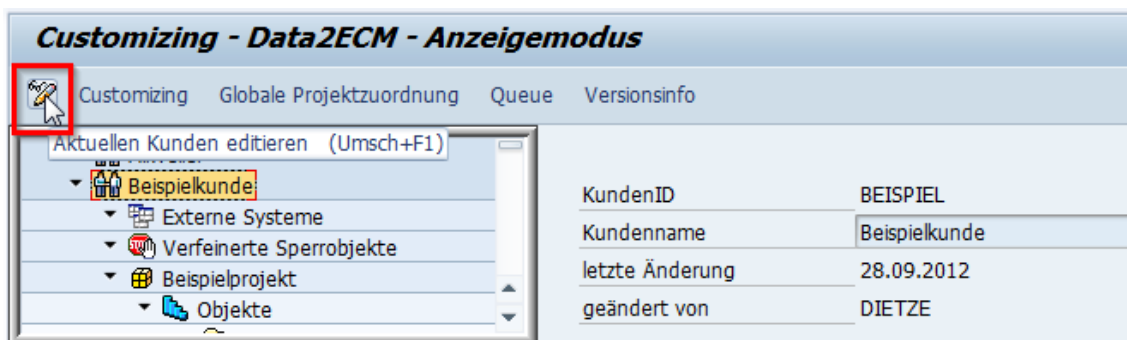 Customizing - Data2ECM - Anzeigemodus
Customizing Globale Projektzuordnung Queue Versionsinfo
Aktuellen Kunden editieren (Umsch+F1)
Beispielkunde
Externe Systeme
Verfeinerte Sperrobjekte
Beispielprojekt
Objekte
KundenID BEISPIEL
Kundenname Beispielkunde
letzte Änderung 28.09.2012
geändert von DIETZE